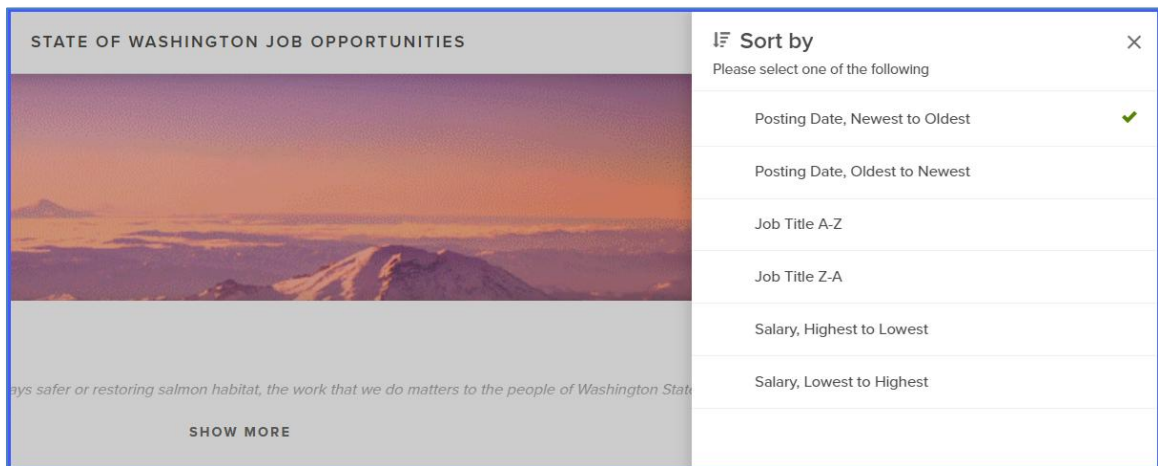 STATE OF WASHINGTON JOB OPPORTUNITIES
ays safer or restoring salmon habitat, the work that we do matters to the people of Washington State
SHOW MORE
Sort by
Please select one of the following
Posting Date, Newest to Oldest
Posting Date, Oldest to Newest
Job Title A-Z
Job Title Z-A
Salary, Highest to Lowest
Salary, Lowest to Highest